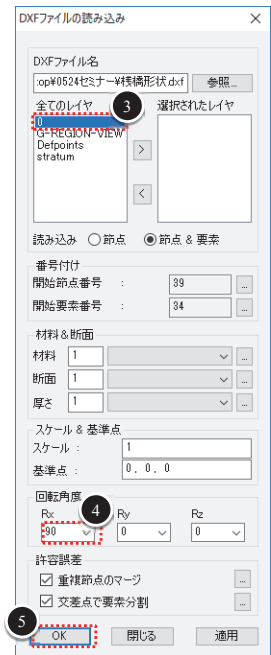 DXFファイルの読み込み ×
DXFファイル名
:op¥0524セミナー¥桟橋形状.dxf 参照...
全てのレイヤ 3 選択されたレイヤ
0
G-REGION-VIEW
Defpoints
stratum
>
<
読み込み 節点 節点 & 要素
番号付け
開始節点番号 : 39 ...
開始要素番号 : 34 ...
材料&断面
材料 1 ...
断面 1 ...
厚さ 1 ...
スケール & 基準点
スケール : 1
基準点 : 0, 0, 0
回転角度
Rx 4 Ry Rz
90 0 0
許容誤差
重複節点のマージ ...
交差点で要素分割 ...
5
OK 閉じる 適用